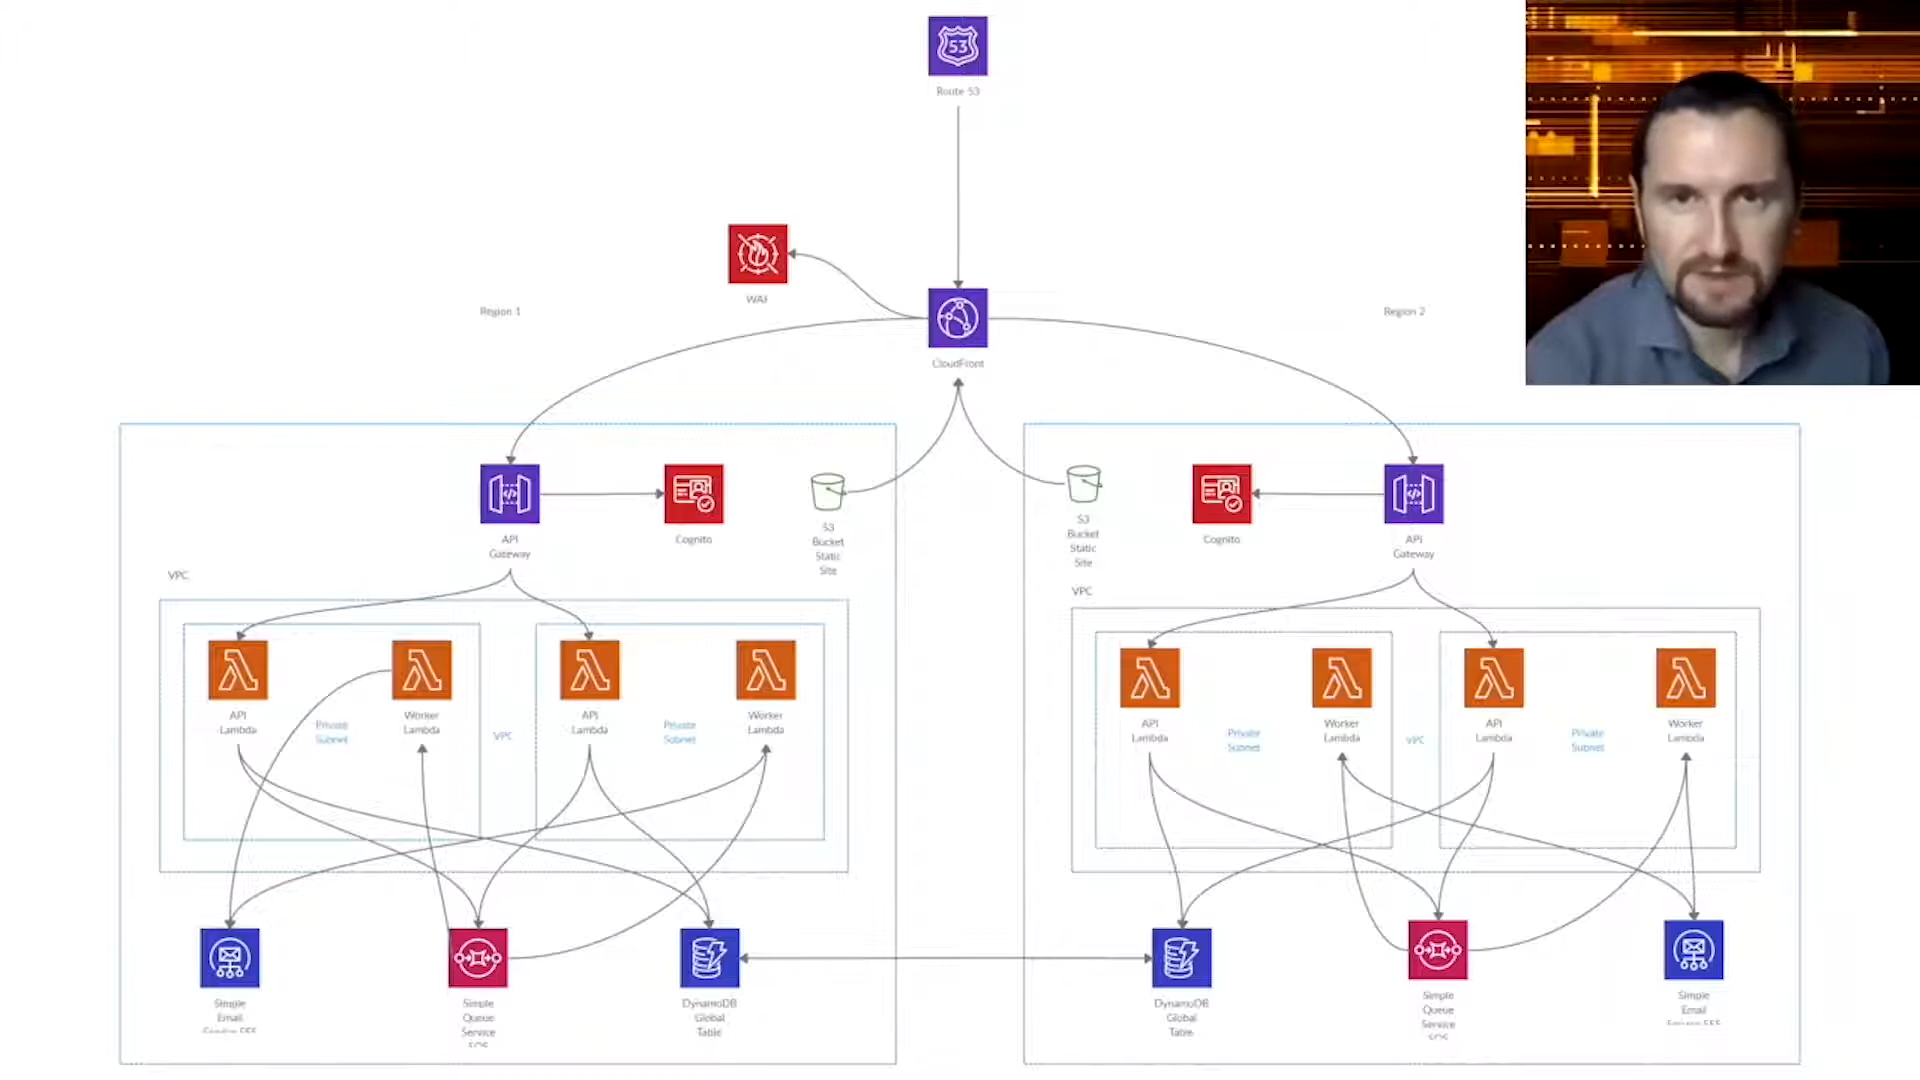 53
Route 53
WAF
Region 1
Region 2
CloudFront
API
Gateway
Cognito
S3
Bucket
Static
Site
S3
Bucket
Static
Site
Cognito
API
Gateway
VPC
VPC
API
Lambda
Private
Subnet
Worker
Lambda
VPC
API
Lambda
Private
Subnet
Worker
Lambda
API
Lambda
Private
Subnet
Worker
Lambda
VPC
API
Lambda
Private
Subnet
Worker
Lambda
Simple
Email
Simple
Queue
Service
SQS
DynamoDB
Global
Table
DynamoDB
Global
Table
Simple
Queue
Service
SQS
Simple
Email